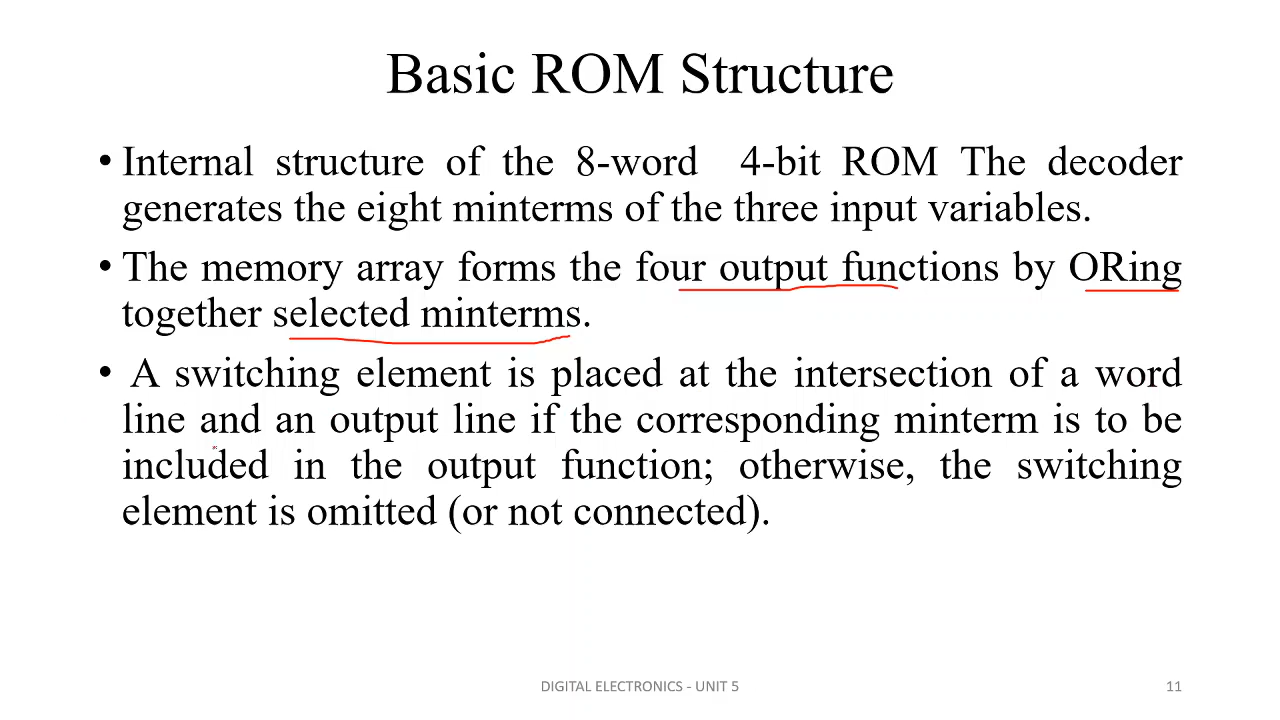 Basic ROM Structure
• Internal structure of the 8-word 4-bit ROM The decoder
generates the eight minterms of the three input variables.
• The memory array forms the four output functions by ORing
together selected minterms.
• A switching element is placed at the intersection of a word
line and an output line if the corresponding minterm is to be
included in the output function; otherwise, the switching
element is omitted (or not connected).
DIGITAL ELECTRONICS - UNIT 5
11